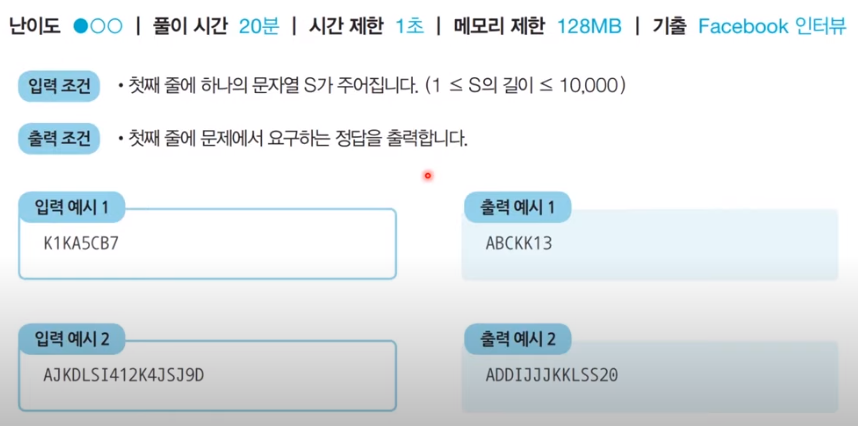 난이도 ●○○ | 풀이 시간 20분 | 시간 제한 1초 | 메모리 제한 128MB | 기출 Facebook 인터뷰
입력 조건 • 첫째 줄에 하나의 문자열 S가 주어집니다. (1 ≤ S의 길이 ≤ 10,000)
출력 조건 • 첫째 줄에 문제에서 요구하는 정답을 출력합니다.
입력 예시 1
K1KA5CB7
출력 예시 1
ABCKK13
입력 예시 2
AJKDLSI412K4JSJ9D
출력 예시 2
ADDIJJJKKLSS20